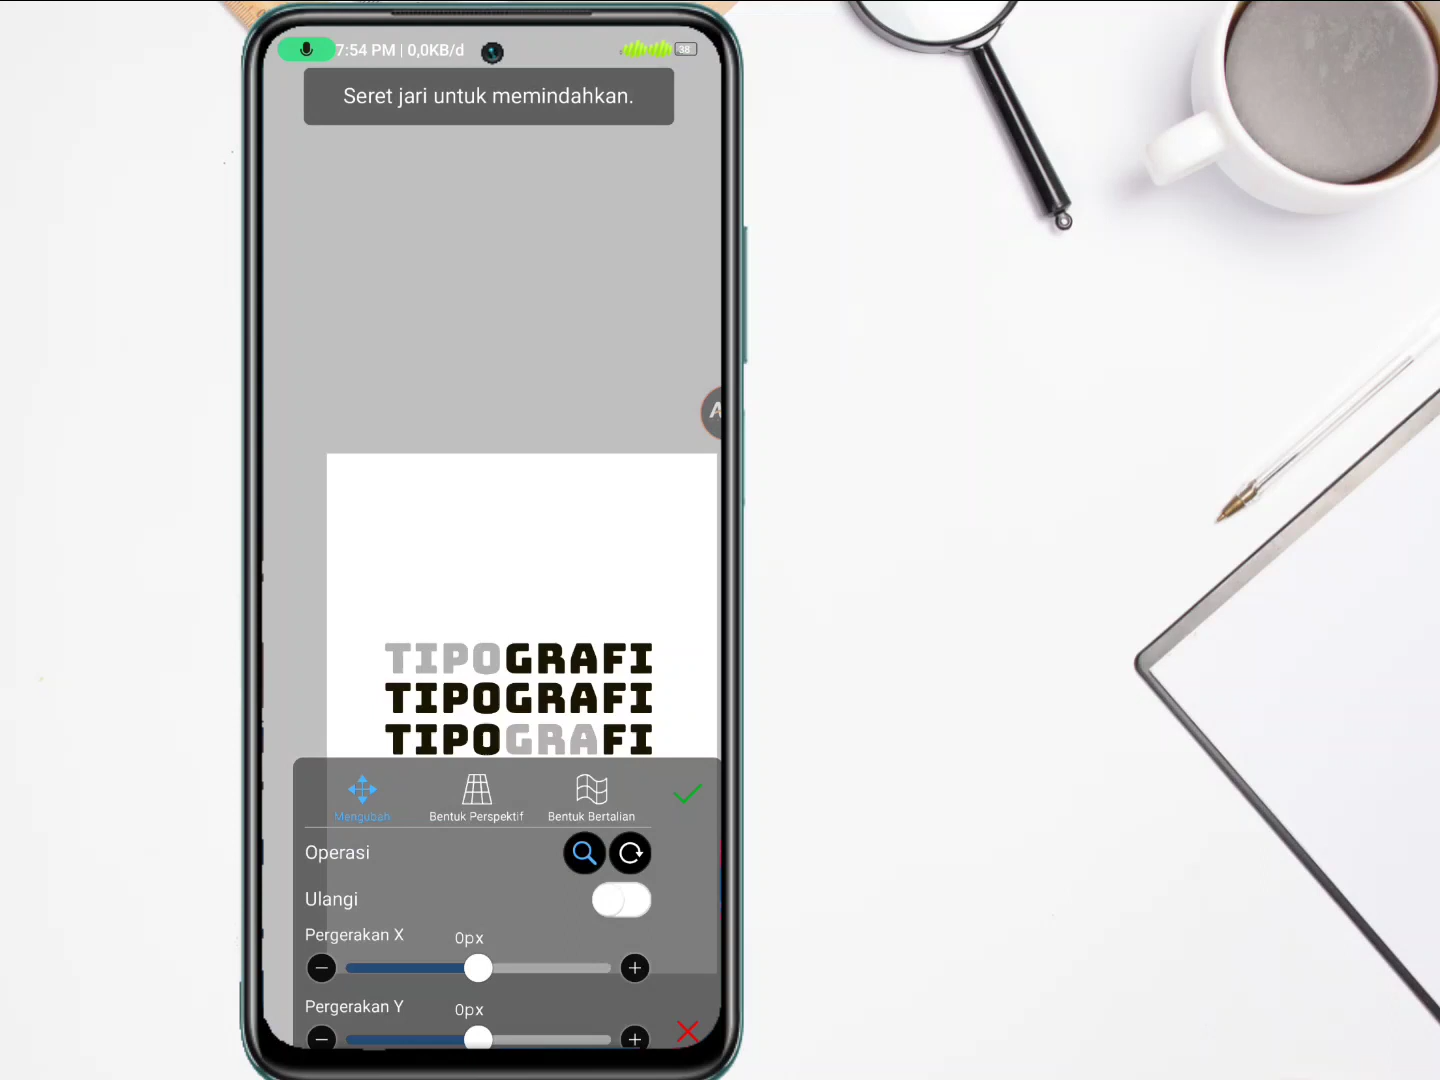 7:54 PM | 0,0KB/d
38
Seret jari untuk memindahkan.
A
TIPOGRAFI
TIPOGRAFI
TIPOGRAFI
Mengubah
Bentuk Perspektif
Bentuk Bertalian
Operasi
Ulangi
Pergerakan X
0px
Pergerakan Y
0px